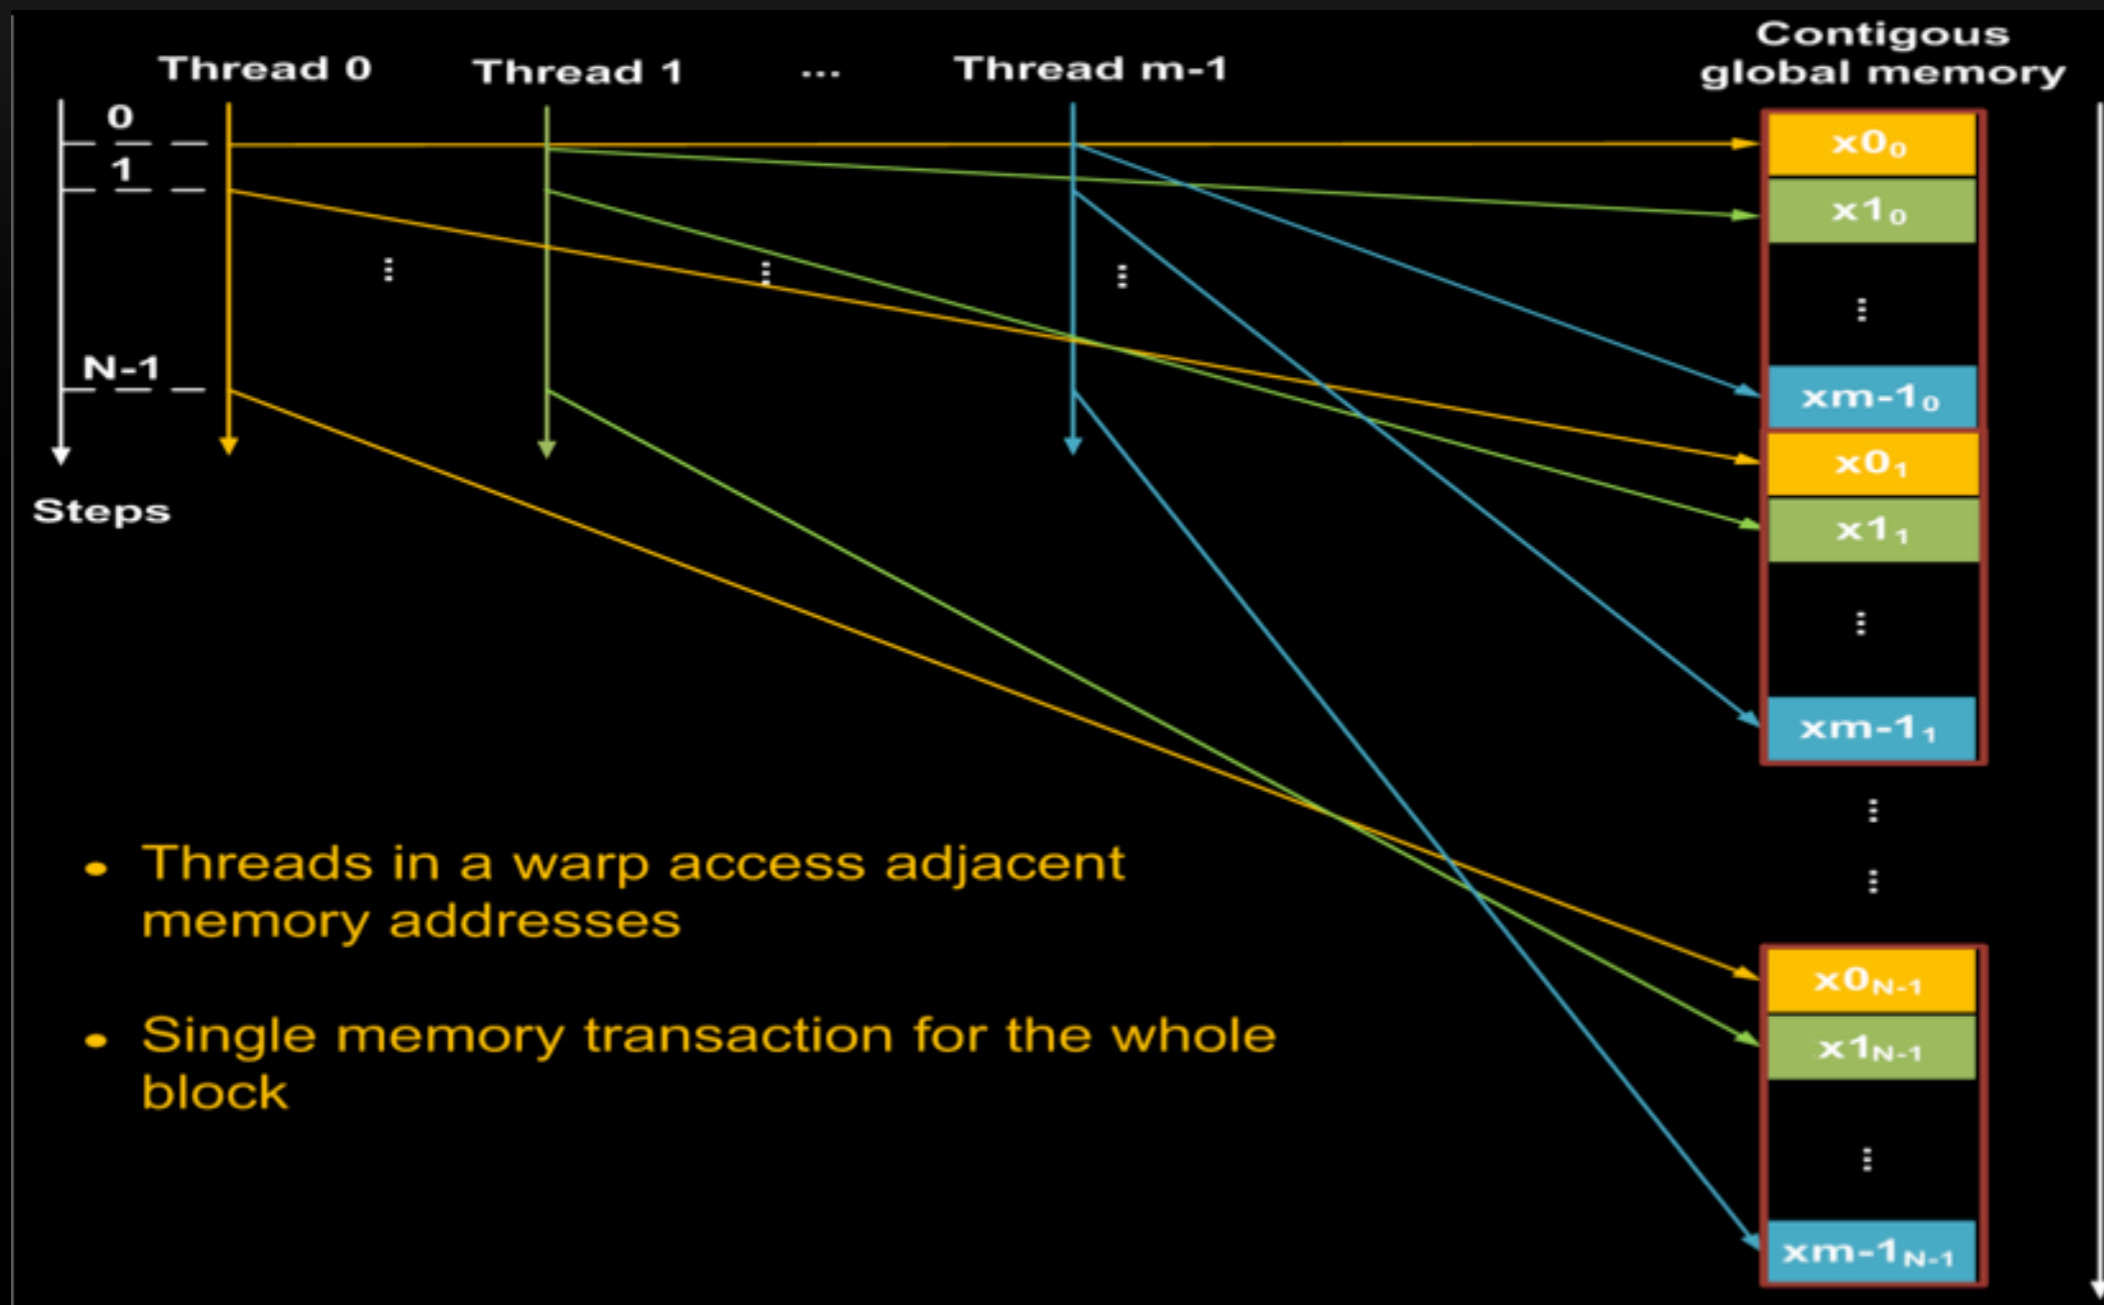 Contigous
global memory
Thread 0 Thread 1 ... Thread m-1
0
1
⋮ ⋮ ⋮
N-1
Steps
x0₀
x1₀
⋮
xm-1₀
x0₁
x1₁
⋮
xm-1₁
⋮
⋮
x0N-1
x1N-1
⋮
xm-1N-1
• Threads in a warp access adjacent
memory addresses
• Single memory transaction for the whole
block